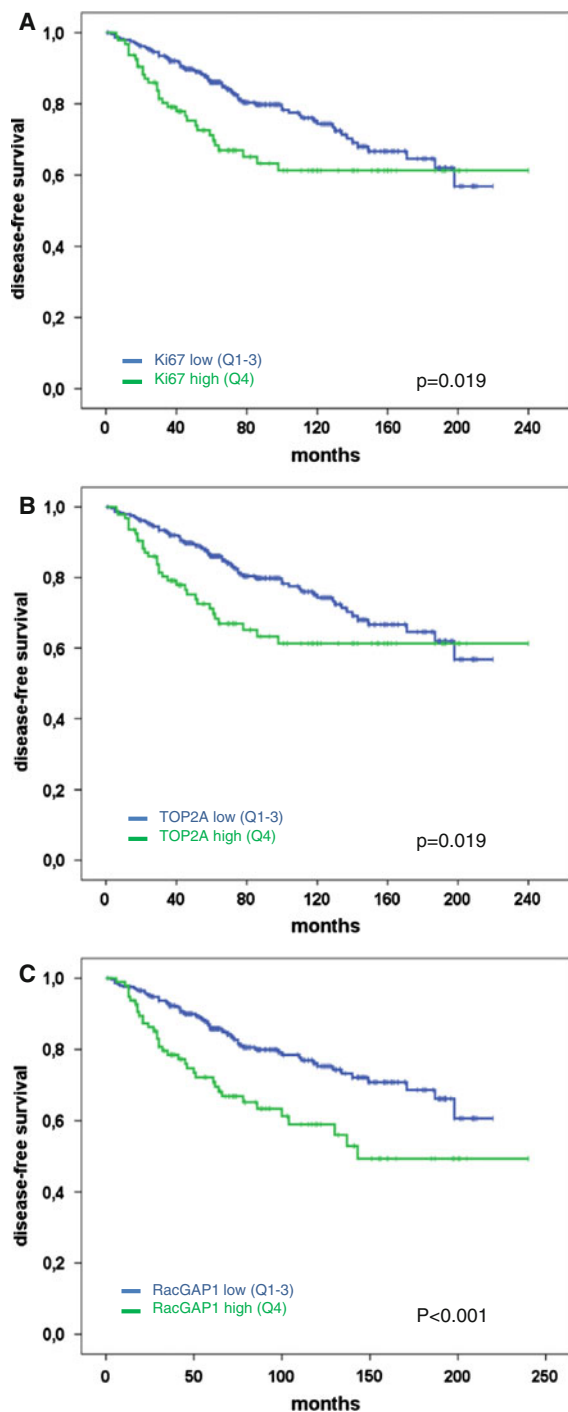 A
1,0
0,8
0,6
0,4
0,2
0,0
disease-free survival
Ki67 low (Q1-3)
Ki67 high (Q4)
p=0.019
0 40 80 120 160 200 240
months
B
1,0
0,8
0,6
0,4
0,2
0,0
disease-free survival
TOP2A low (Q1-3)
TOP2A high (Q4)
p=0.019
0 40 80 120 160 200 240
months
C
1,0
0,8
0,6
0,4
0,2
0,0
disease-free survival
RacGAP1 low (Q1-3)
RacGAP1 high (Q4)
P<0.001
0 50 100 150 200 250
months